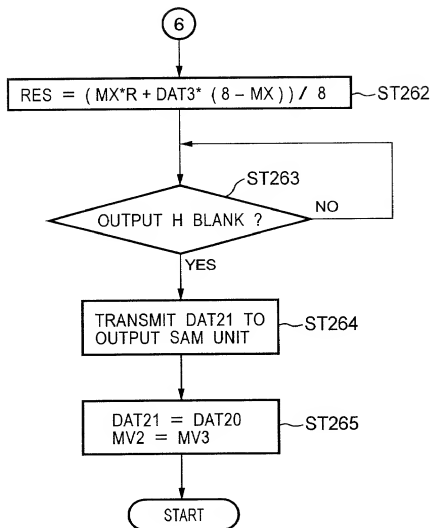 6
RES = ( MX*R + DAT3* ( 8 – MX ) ) / 8
ST262
ST263
OUTPUT H BLANK ?
NO
YES
TRANSMIT DAT21 TO
OUTPUT SAM UNIT
ST264
DAT21 = DAT20
MV2 = MV3
ST265
START